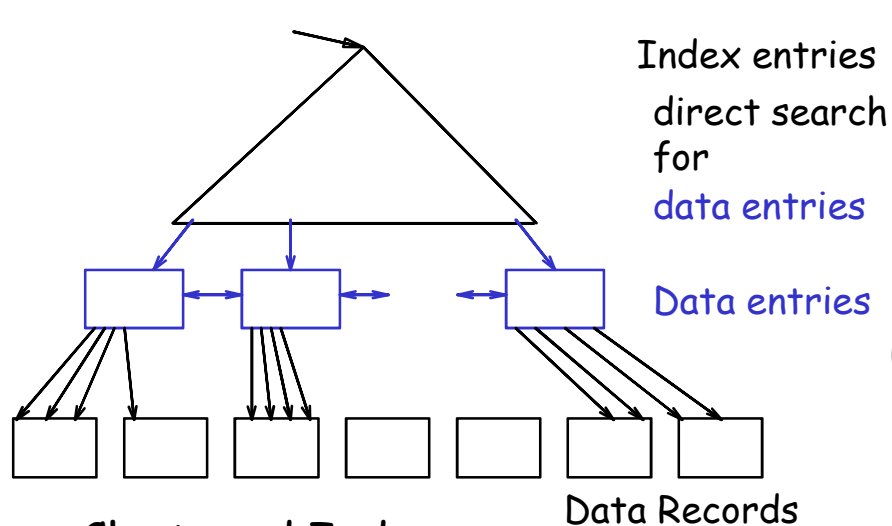 Index entries
direct search
for
data entries
Data entries
Data Records